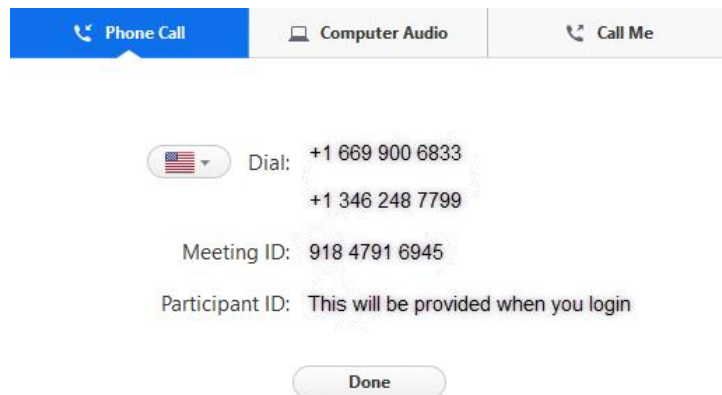 Phone Call Computer Audio Call Me
Dial: +1 669 900 6833
+1 346 248 7799
Meeting ID: 918 4791 6945
Participant ID: This will be provided when you login
Done